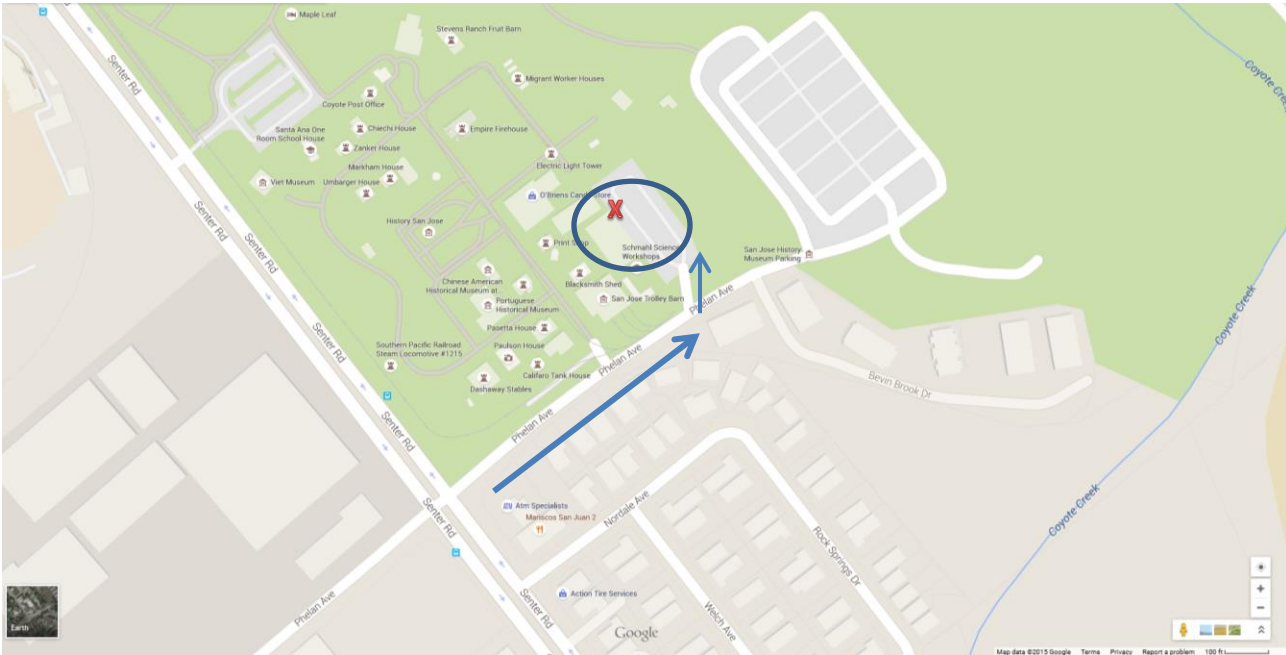 Maple Leaf
Stevens Ranch Fruit Barn
Senter Rd
Migrant Worker Houses
Coyote Post Office
Santa Ana One
Room School House
Chiechi House
Empire Firehouse
Zanker House
Markham House
Electric Light Tower
Viet Museum
Umbarger House
O'Briens Candy Store
X
History San Jose
Senter Rd
Senter Rd
Print Shop
Schmahl Science
Workshops
San Jose History
Museum Parking
Chinese American
Historical Museum at..
Blacksmith Shed
San Jose Trolley Barn
Phelan Ave
Portuguese
Historical Museum
Pasetta House
Southern Pacific Railroad
Steam Locomotive #1215
Paulson House
Senter Rd
Phelan Ave
Califaro Tank House
Dashaway Stables
Bevin Brook Dr
Coyote Creek
Coyote Creek
Phelan Ave
Senter Rd
Senter Rd
Atm Specialists
Mariscos San Juan 2
Nordale Ave
Rock Springs Dr
Coyote Creek
Phelan Ave
Action Tire Services
Senter Rd
Welch Ave
Earth
Google
+
−
Map data ©2015 Google Terms Privacy Report a problem 100 ft